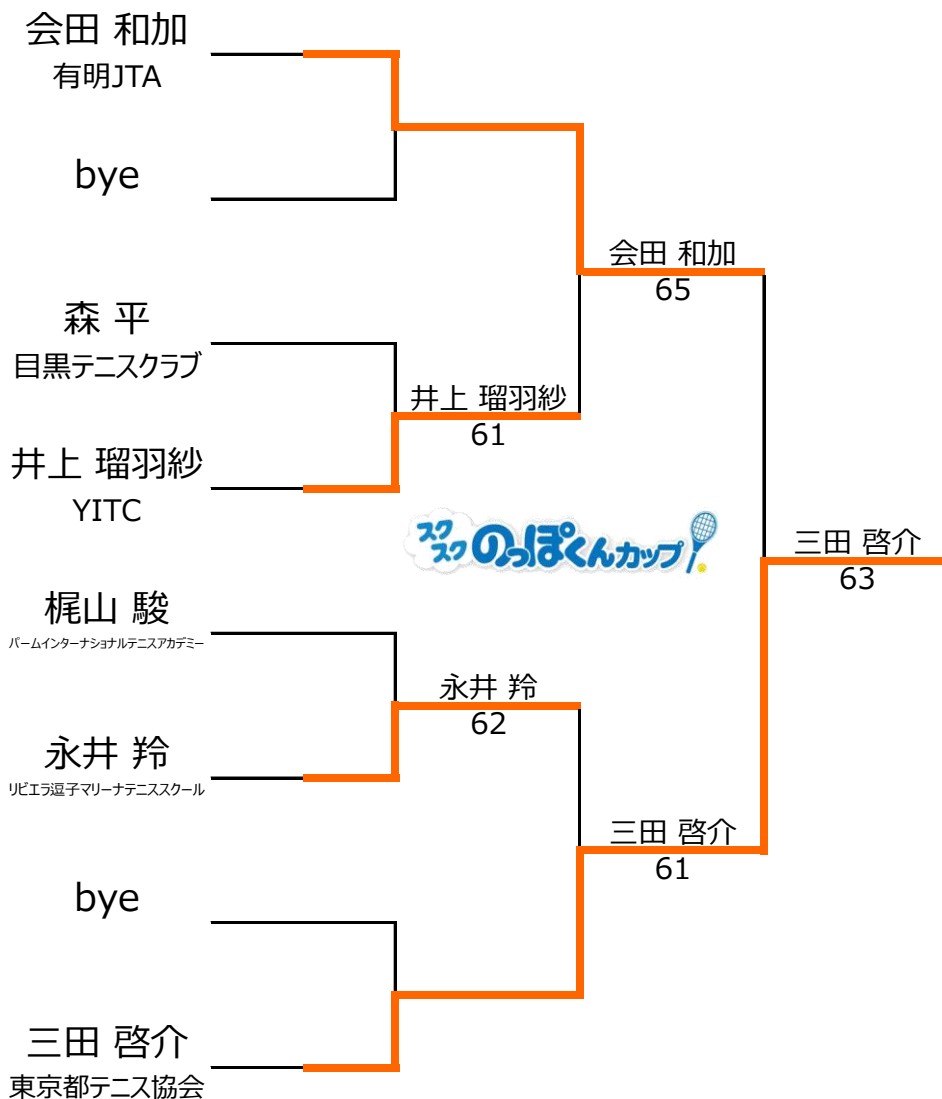 会田 和加
有明JTA
bye
森 平
目黒テニスクラブ
井上 瑠羽紗
YITC
梶山 駿
パームインターナショナルテニスアカデミー
永井 羚
リビエラ逗子マリーナテニススクール
bye
三田 啓介
東京都テニス協会
井上 瑠羽紗
61
永井 羚
62
会田 和加
65
三田 啓介
61
三田 啓介
63
スクスク のっぽくんカップ